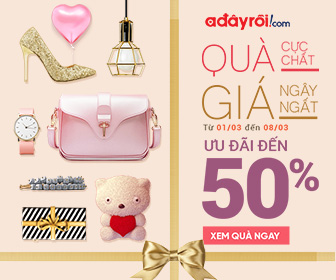 adâyrôi!com
QUÀ CỰC CHẤT
GIÁ NGÂY NGẤT
Từ 01/03 đến 08/03
ƯU ĐÃI ĐẾN
50%
XEM QUÀ NGAY